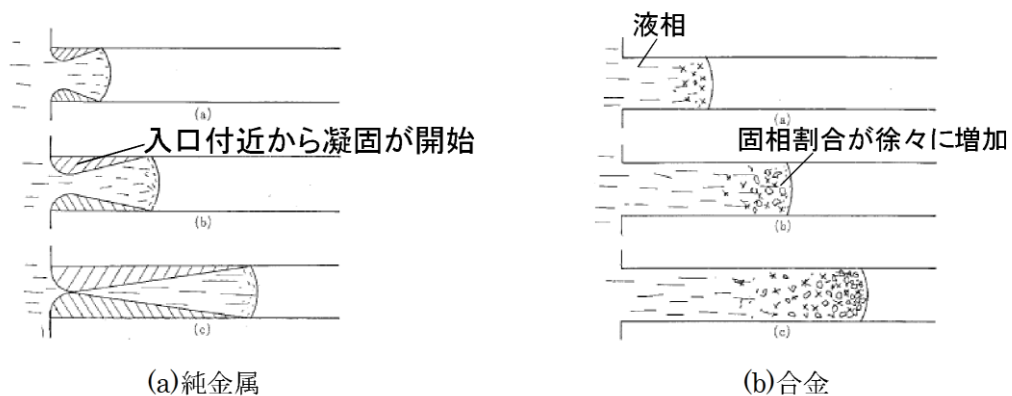 (a)
入口付近から凝固が開始
(b)
(c)
(a)純金属
液相
(a)
固相割合が徐々に増加
(b)
(c)
(b)合金